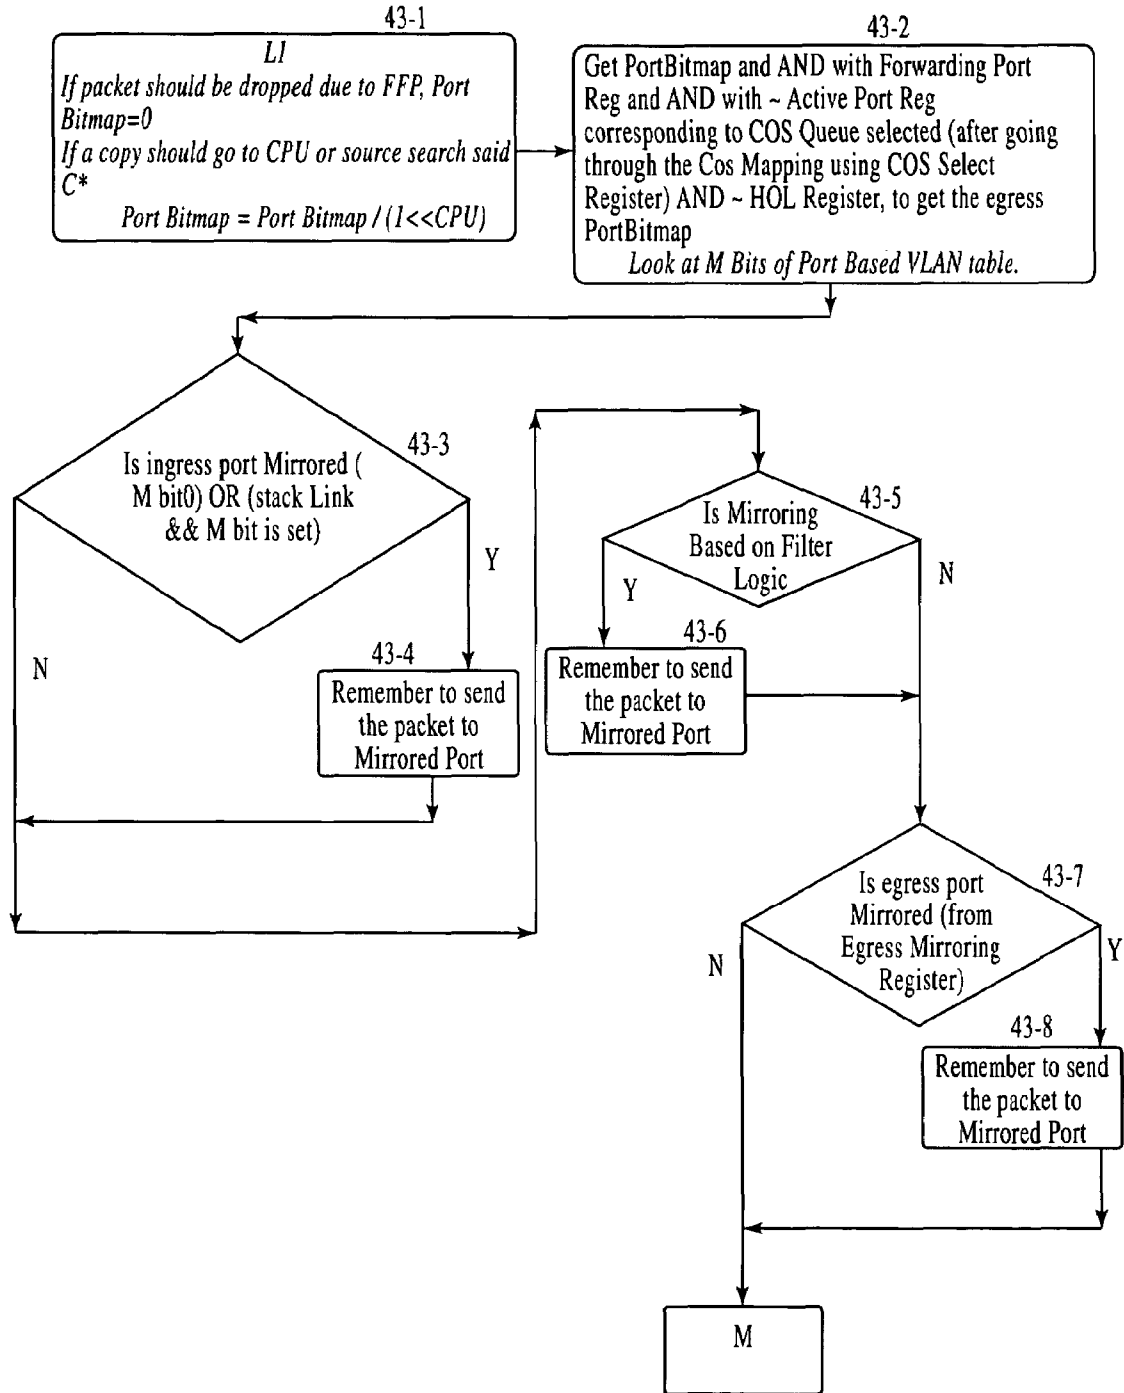 43-1
L1
If packet should be dropped due to FFP, Port
Bitmap=0
If a copy should go to CPU or source search said
C*
Port Bitmap = Port Bitmap / (1<<CPU)
43-2
Get PortBitmap and AND with Forwarding Port
Reg and AND with ~ Active Port Reg
corresponding to COS Queue selected (after going
through the Cos Mapping using COS Select
Register) AND ~ HOL Register, to get the egress
PortBitmap
Look at M Bits of Port Based VLAN table.
43-3
Is ingress port Mirrored (
M bit0) OR (stack Link
&& M bit is set)
Y
N
43-4
Remember to send
the packet to
Mirrored Port
43-5
Is Mirroring
Based on Filter
Logic
Y
N
43-6
Remember to send
the packet to
Mirrored Port
43-7
Is egress port
Mirrored (from
Egress Mirroring
Register)
N
Y
43-8
Remember to send
the packet to
Mirrored Port
M